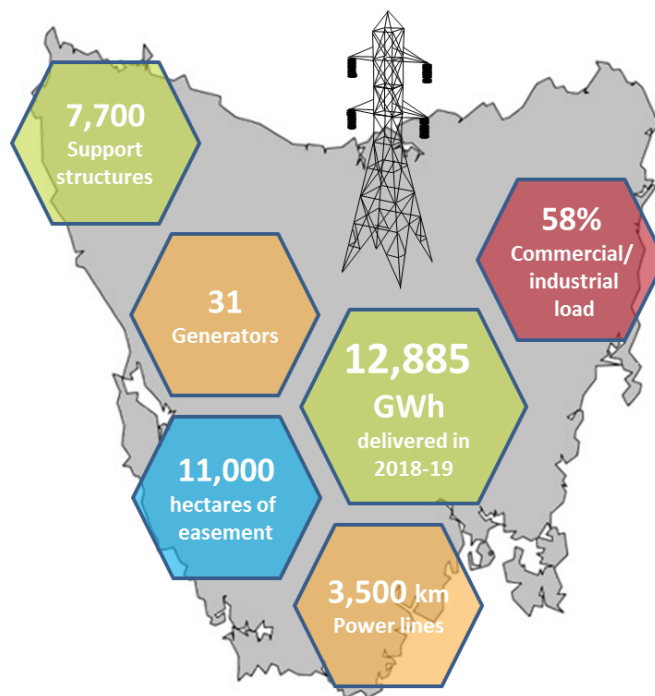 7,700
Support
structures
58%
Commercial/
industrial
load
31
Generators
12,885
GWh
delivered in
2018-19
11,000
hectares of
easement
3,500 km
Power lines